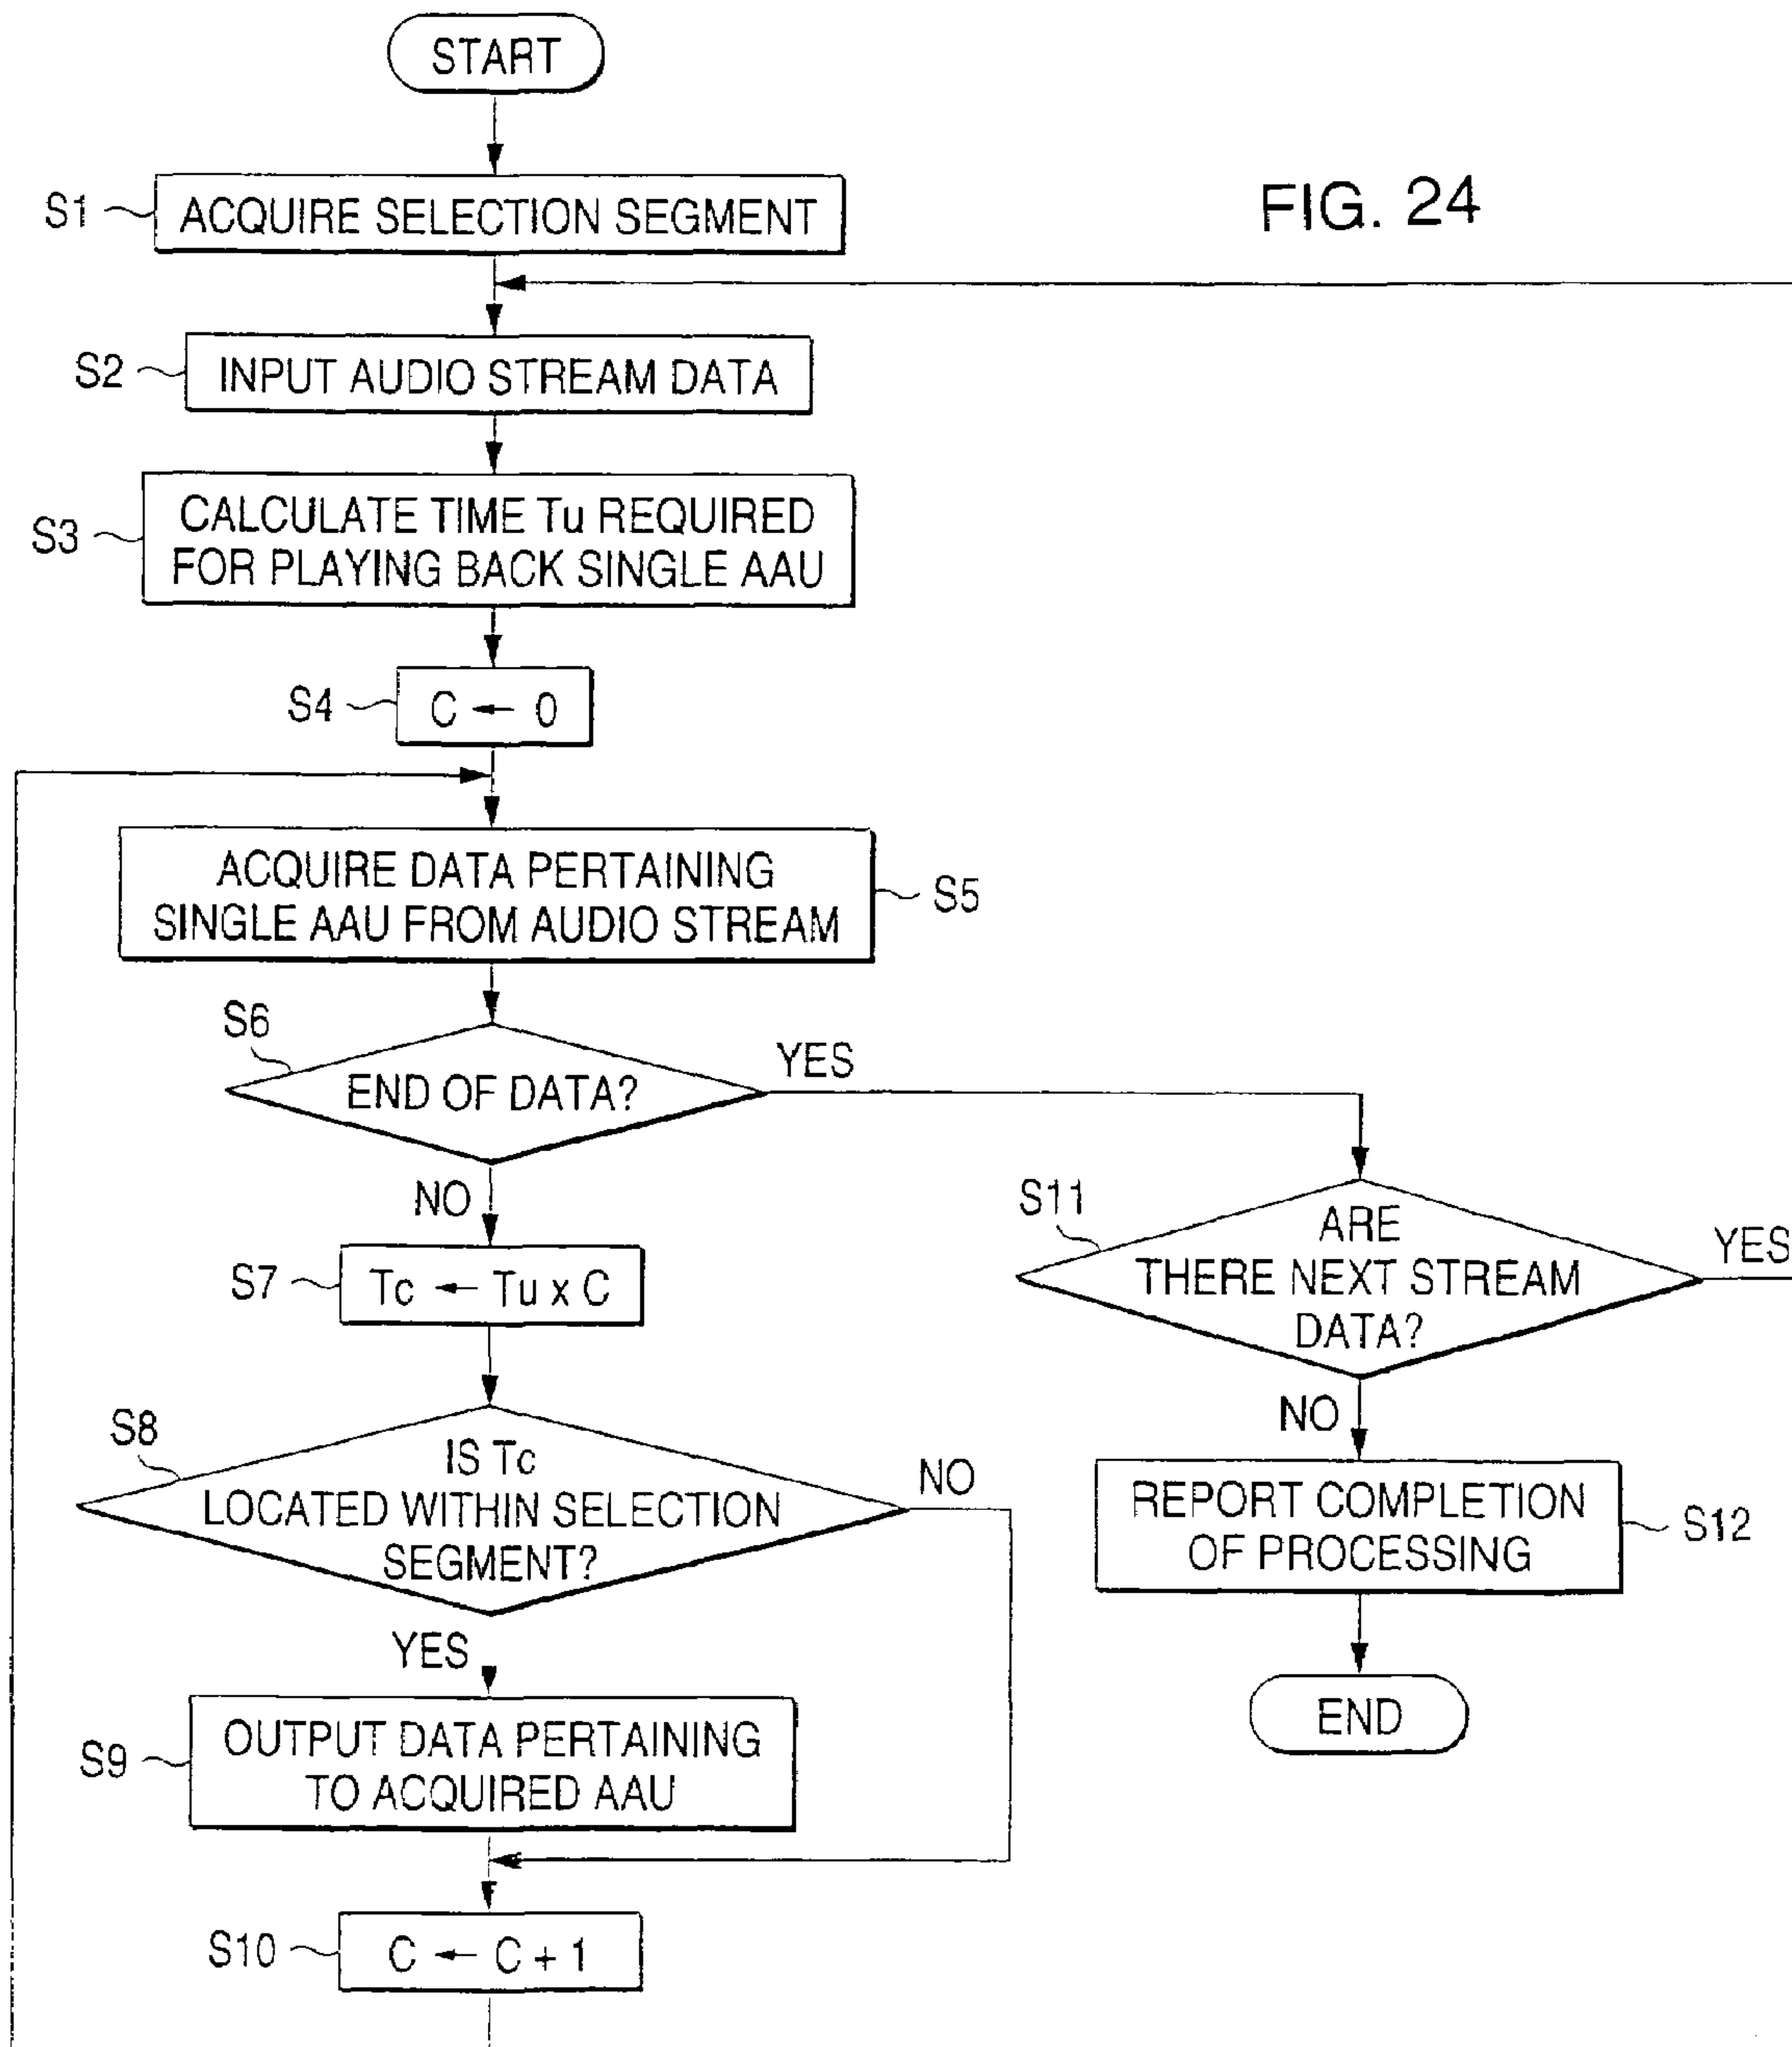 START
FIG. 24
S1
ACQUIRE SELECTION SEGMENT
S2
INPUT AUDIO STREAM DATA
S3
CALCULATE TIME Tu REQUIRED
FOR PLAYING BACK SINGLE AAU
S4
C ← 0
ACQUIRE DATA PERTAINING
SINGLE AAU FROM AUDIO STREAM
S5
S6
END OF DATA?
YES
NO
S7
Tc ← Tu x C
S8
IS Tc
LOCATED WITHIN SELECTION
SEGMENT?
NO
YES
S9
OUTPUT DATA PERTAINING
TO ACQUIRED AAU
S10
C ← C + 1
S11
ARE
THERE NEXT STREAM
DATA?
YES
NO
REPORT COMPLETION
OF PROCESSING
S12
END